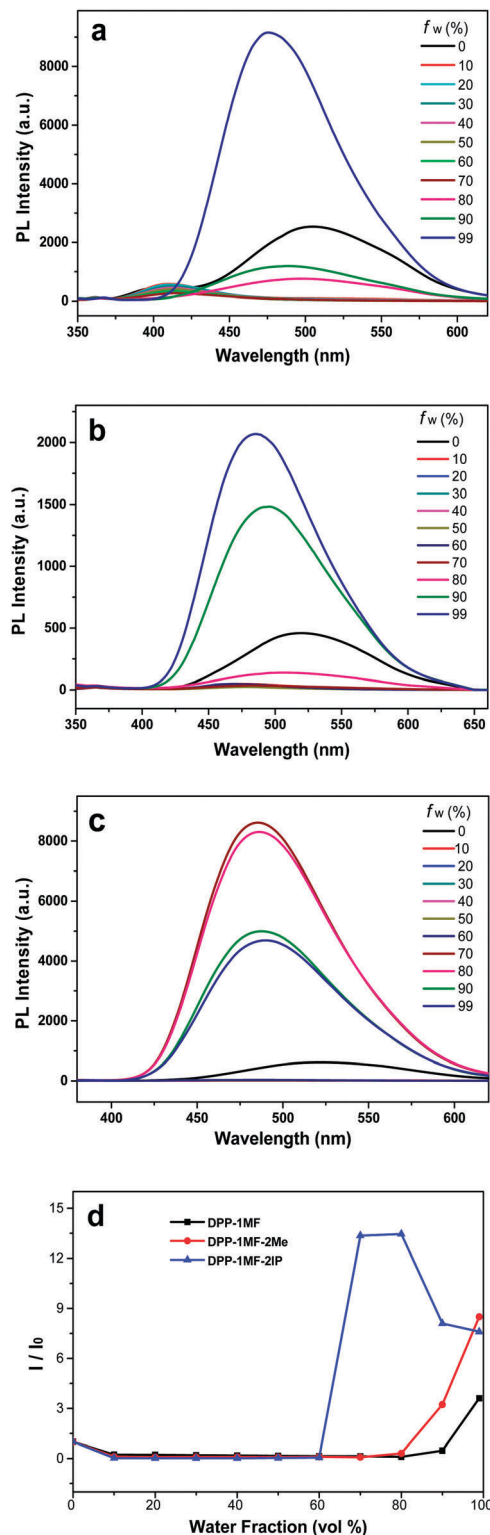 a
f w (%)
0
10
20
30
40
50
60
70
80
90
99
8000
6000
4000
2000
0
PL Intensity (a.u.)
350 400 450 500 550 600
Wavelength (nm)
b
f w (%)
0
10
20
30
40
50
60
70
80
90
99
2000
1500
1000
500
0
PL Intensity (a.u.)
350 400 450 500 550 600 650
Wavelength (nm)
c
f w (%)
0
10
20
30
40
50
60
70
80
90
99
8000
6000
4000
2000
0
PL Intensity (a.u.)
400 450 500 550 600
Wavelength (nm)
d
DPP-1MF
DPP-1MF-2Me
DPP-1MF-2IP
15
12
9
6
3
0
I / I0
0 20 40 60 80 100
Water Fraction (vol %)